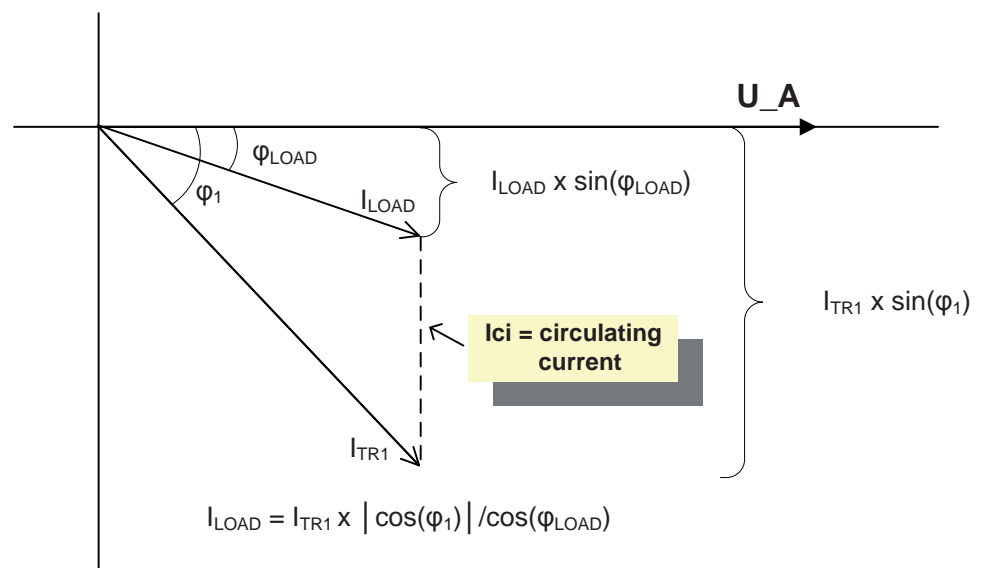 U_A
φLOAD
ILOAD x sin(φLOAD)
φ1
ILOAD
ITR1 x sin(φ1)
Ici = circulating
current
ITR1
ILOAD = ITR1 x |cos(φ1)|/cos(φLOAD)